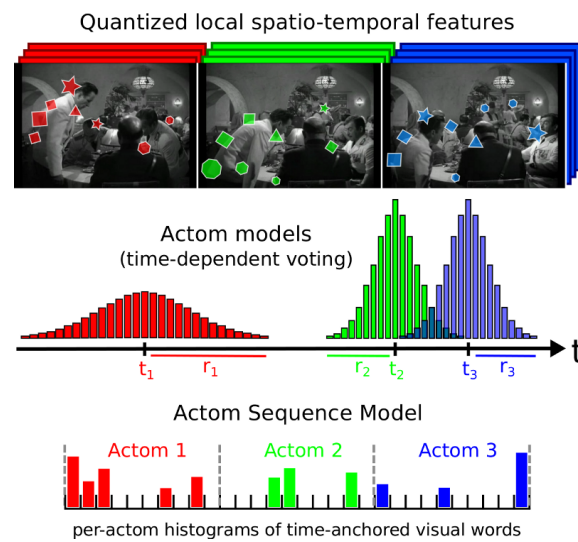 Quantized local spatio-temporal features
Actom models
(time-dependent voting)
t
t1 r1 r2 t2 t3 r3
Actom Sequence Model
Actom 1 Actom 2 Actom 3
per-actom histograms of time-anchored visual words